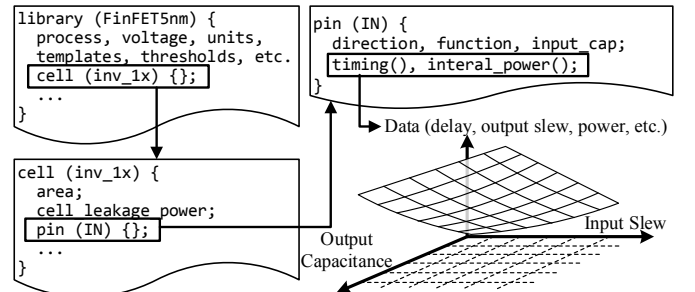 library (FinFET5nm) {
process, voltage, units,
templates, thresholds, etc.
cell (inv_1x) {};
...
}
cell (inv_1x) {
area;
cell_leakage_power;
pin (IN) {};
...
}
pin (IN) {
direction, function, input_cap;
timing(), interal_power();
}
Data (delay, output slew, power, etc.)
Input Slew
Output
Capacitance